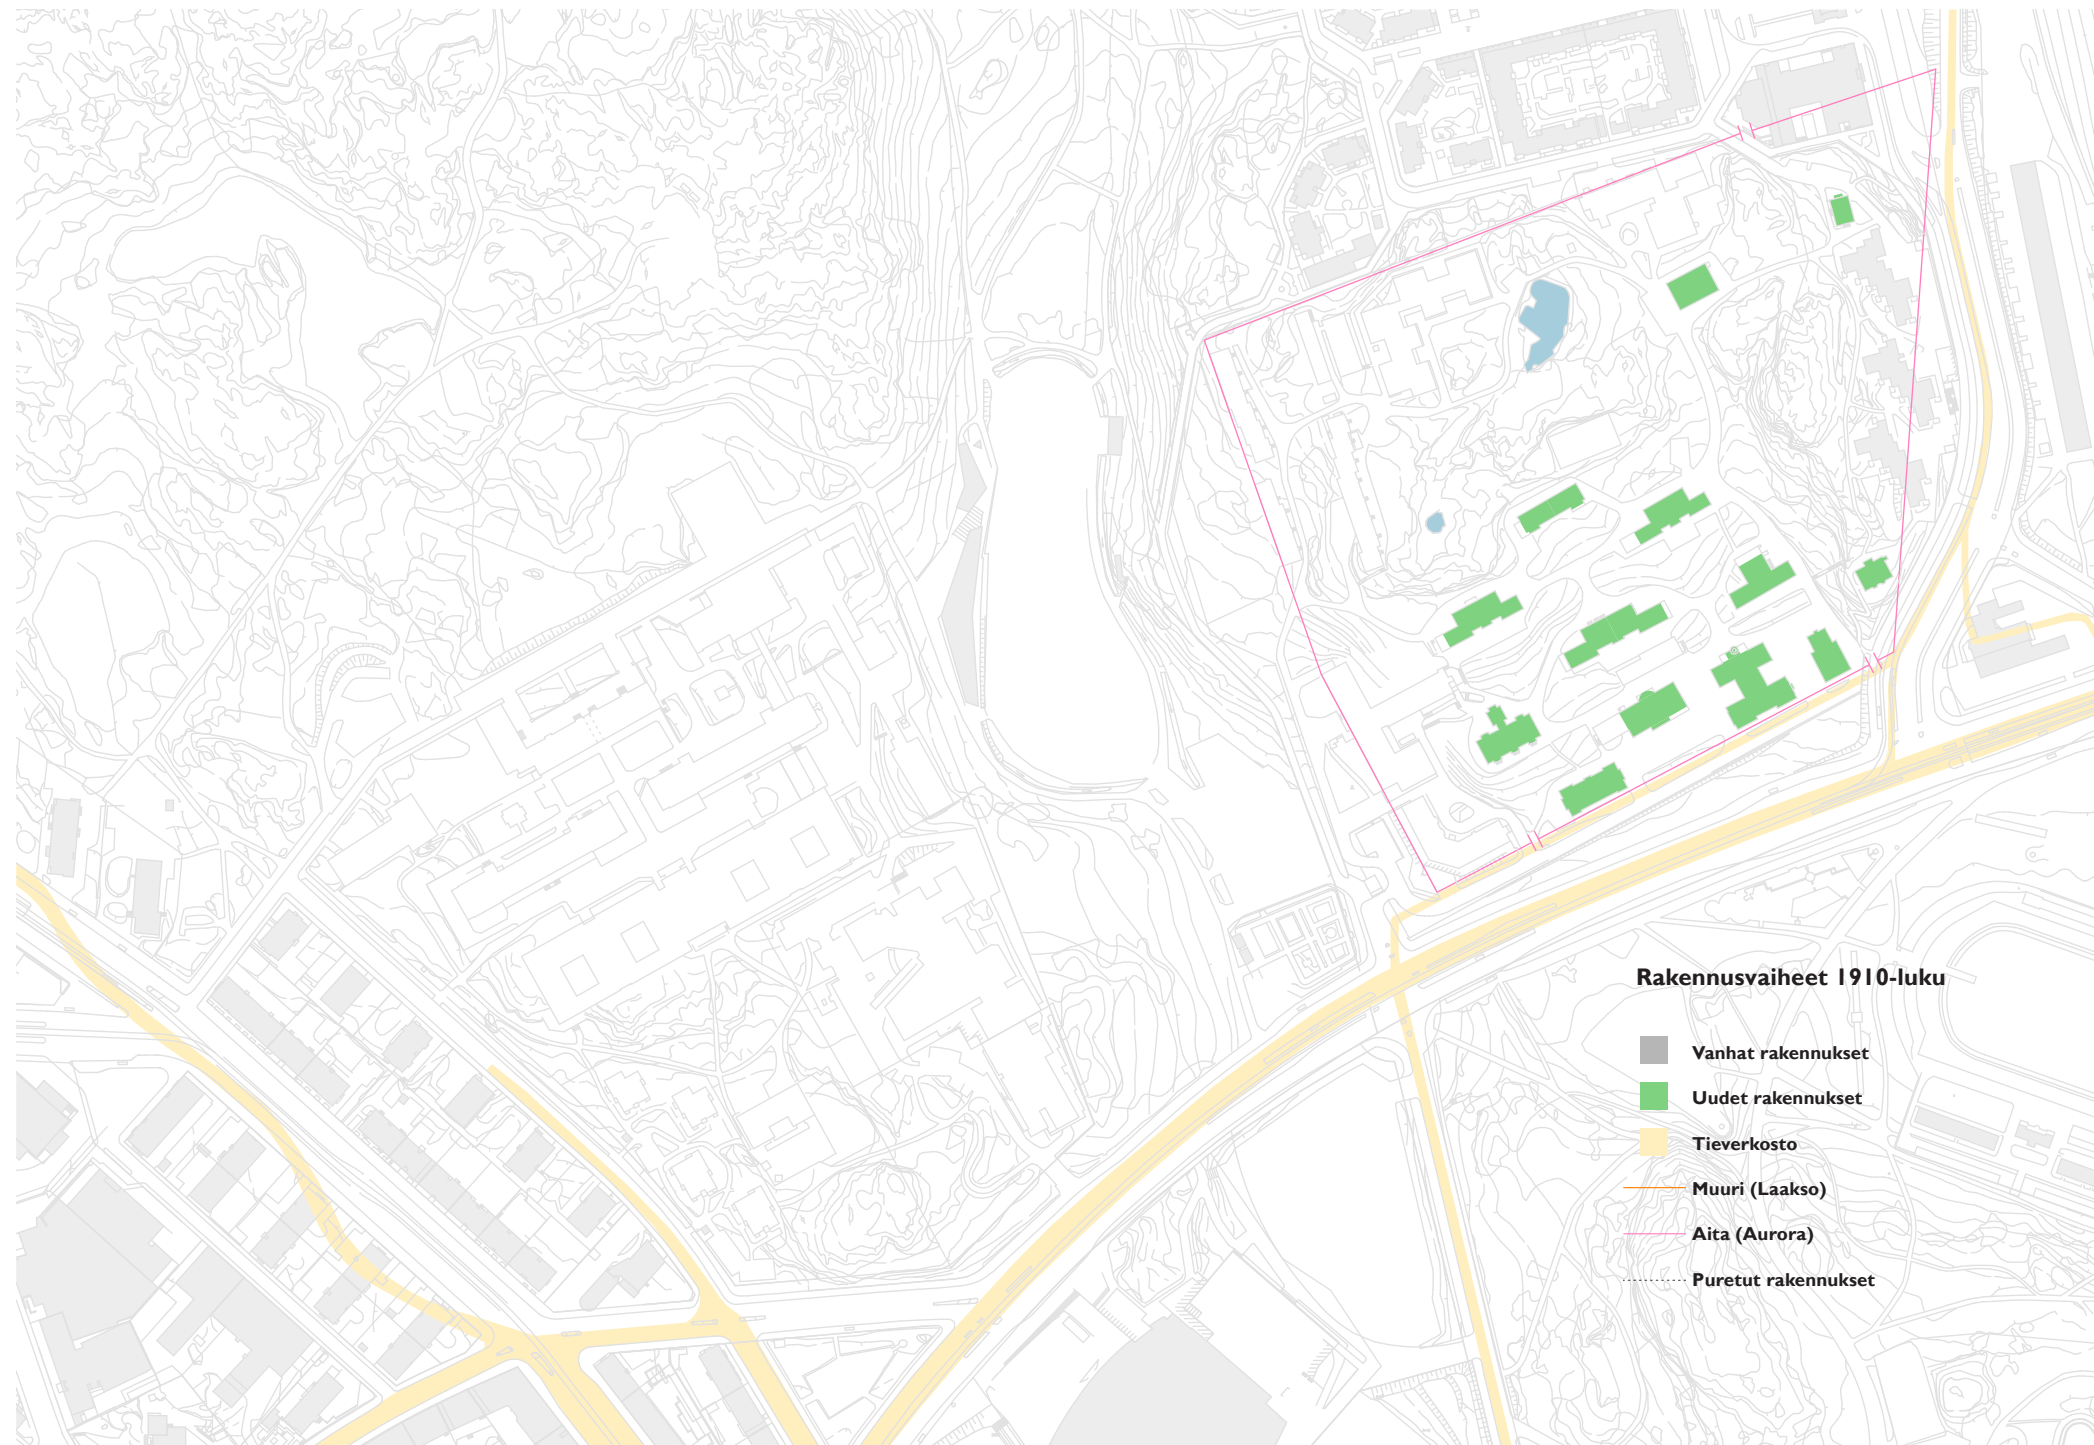 Rakennusvaiheet 1910-luku
Vanhat rakennukset
Uudet rakennukset
Tieverkosto
Muuri (Laakso)
Aita (Aurora)
Puretut rakennukset